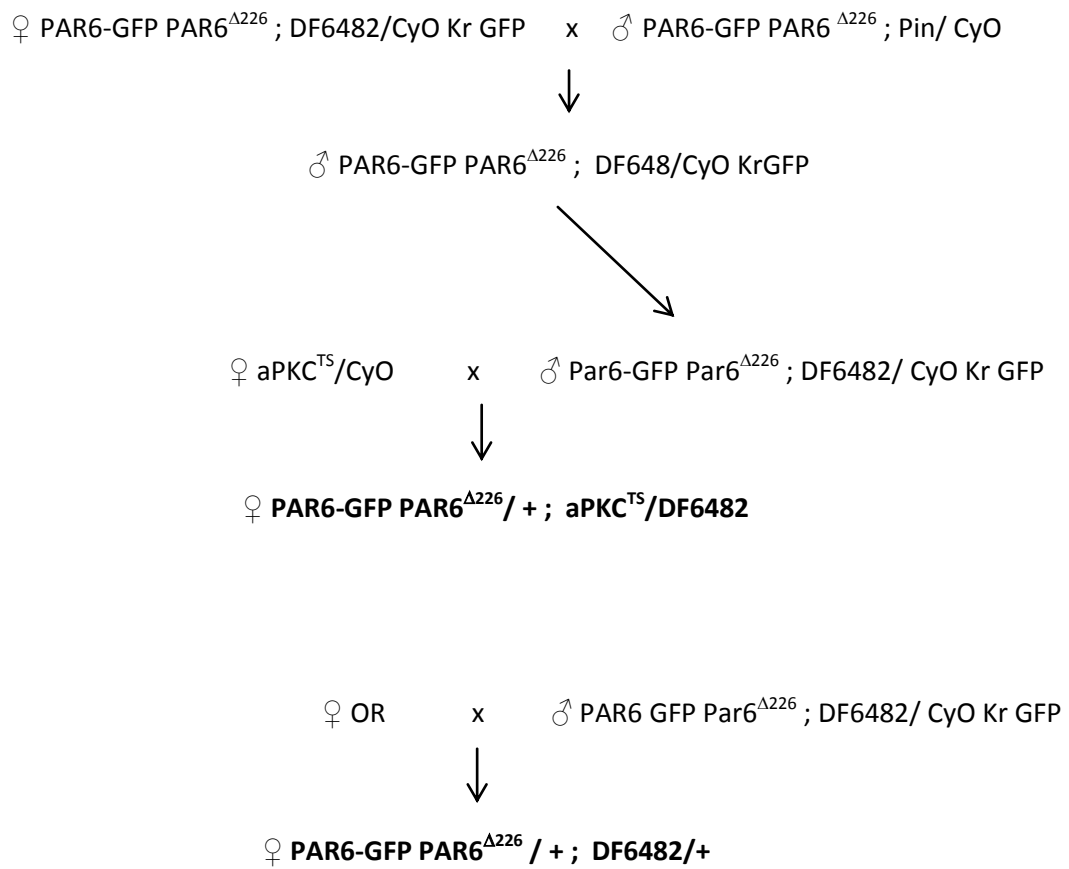 ♀ PAR6-GFP PAR6^Δ226 ; DF6482/CyO Kr GFP x ♂ PAR6-GFP PAR6 ^Δ226 ; Pin/ CyO
♂ PAR6-GFP PAR6^Δ226 ; DF648/CyO KrGFP
♀ aPKC^TS/CyO x ♂ Par6-GFP Par6^Δ226 ; DF6482/ CyO Kr GFP
♀ PAR6-GFP PAR6^Δ226/ + ; aPKC^TS/DF6482
♀ OR x ♂ PAR6 GFP Par6^Δ226 ; DF6482/ CyO Kr GFP
♀ PAR6-GFP PAR6^Δ226 / + ; DF6482/+